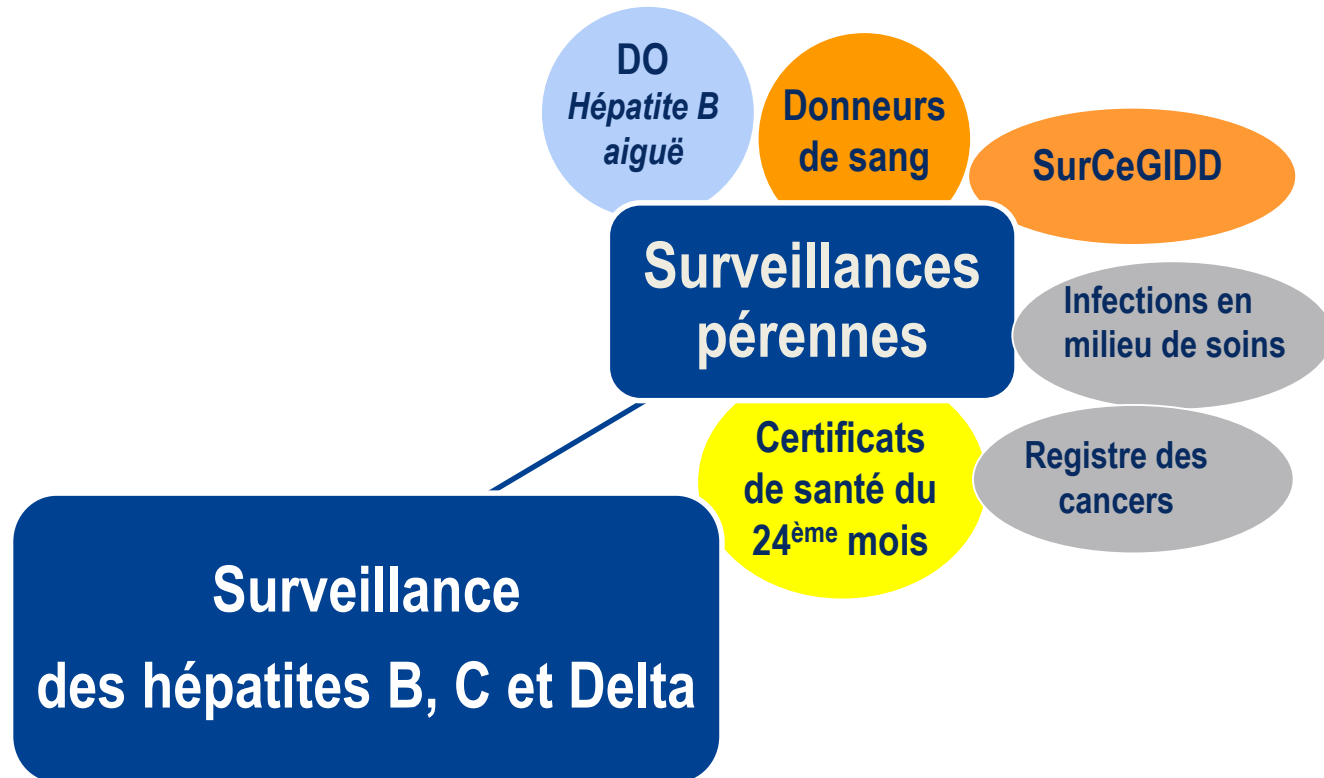 DO
Hépatite B
aiguë
Donneurs
de sang
SurCeGIDD
Surveillances
pérennes
Infections en
milieu de soins
Certificats
de santé du
24ème mois
Registre des
cancers
Surveillance
des hépatites B, C et Delta